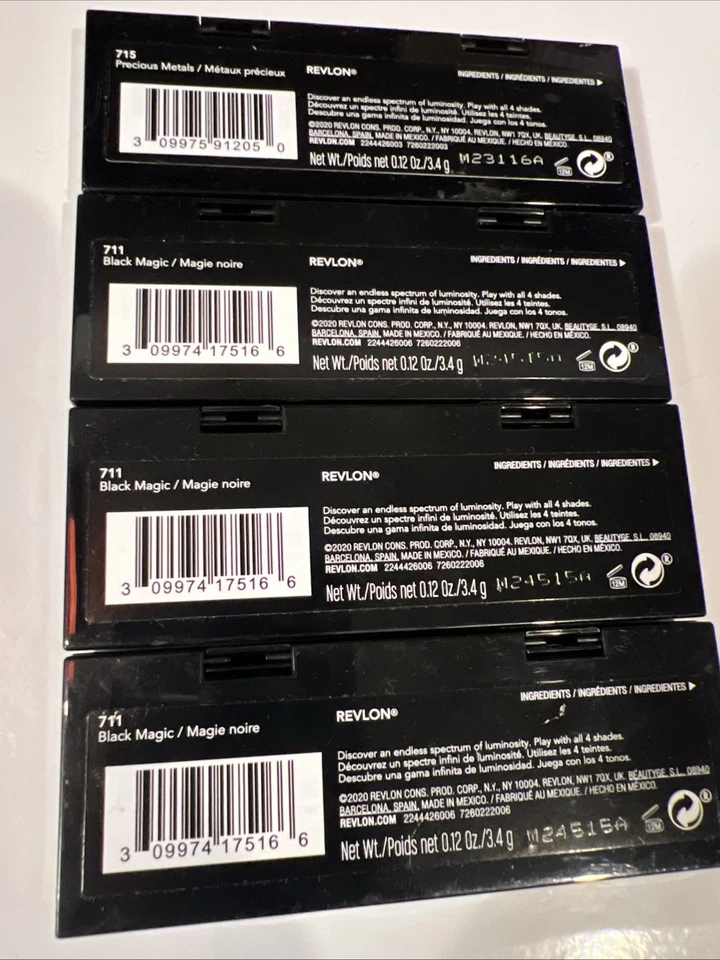 715
Precious Metals / Métaux précieux
REVLON®
INGREDIENTS / INGRÉDIENTS / INGREDIENTES ▶
Discover an endless spectrum of luminosity. Play with all 4 shades.
Découvrez un spectre infini de luminosité. Utilisez les 4 teintes.
Descubre una gama infinita de luminosidad. Juega con los 4 tonos.
©2020 REVLON CONS. PROD. CORP., N.Y., NY 10004. REVLON, NW1 7QX, UK. BEAUTYGE, S.L., 08940
BARCELONA, SPAIN. MADE IN MEXICO. / FABRIQUÉ AU MEXIQUE. / HECHO EN MÉXICO.
REVLON.COM 2244426003 7260222003
3 09975 91205 0
Net Wt./Poids net 0.12 Oz./3.4 g M23116A
12M
711
Black Magic / Magie noire
REVLON®
INGREDIENTS / INGRÉDIENTS / INGREDIENTES ▶
Discover an endless spectrum of luminosity. Play with all 4 shades.
Découvrez un spectre infini de luminosité. Utilisez les 4 teintes.
Descubre una gama infinita de luminosidad. Juega con los 4 tonos.
©2020 REVLON CONS. PROD. CORP., N.Y., NY 10004. REVLON, NW1 7QX, UK. BEAUTYGE, S.L., 08940
BARCELONA, SPAIN. MADE IN MEXICO. / FABRIQUÉ AU MEXIQUE. / HECHO EN MÉXICO.
REVLON.COM 2244426006 7260222006
3 09974 17516 6
Net Wt./Poids net 0.12 Oz./3.4 g M24515A
12M
711
Black Magic / Magie noire
REVLON®
INGREDIENTS / INGRÉDIENTS / INGREDIENTES ▶
Discover an endless spectrum of luminosity. Play with all 4 shades.
Découvrez un spectre infini de luminosité. Utilisez les 4 teintes.
Descubre una gama infinita de luminosidad. Juega con los 4 tonos.
©2020 REVLON CONS. PROD. CORP., N.Y., NY 10004. REVLON, NW1 7QX, UK. BEAUTYGE, S.L., 08940
BARCELONA, SPAIN. MADE IN MEXICO. / FABRIQUÉ AU MEXIQUE. / HECHO EN MÉXICO.
REVLON.COM 2244426006 7260222006
3 09974 17516 6
Net Wt./Poids net 0.12 Oz./3.4 g M24515A
12M
711
Black Magic / Magie noire
REVLON®
INGREDIENTS / INGRÉDIENTS / INGREDIENTES ▶
Discover an endless spectrum of luminosity. Play with all 4 shades.
Découvrez un spectre infini de luminosité. Utilisez les 4 teintes.
Descubre una gama infinita de luminosidad. Juega con los 4 tonos.
©2020 REVLON CONS. PROD. CORP., N.Y., NY 10004. REVLON, NW1 7QX, UK. BEAUTYGE, S.L., 08940
BARCELONA, SPAIN. MADE IN MEXICO. / FABRIQUÉ AU MEXIQUE. / HECHO EN MÉXICO.
REVLON.COM 2244426006 7260222006
3 09974 17516 6
Net Wt./Poids net 0.12 Oz./3.4 g M24515A
12M